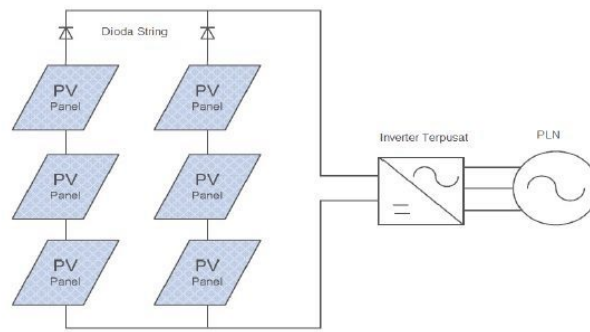 Dioda String
PV
Panel
PV
Panel
Inverter Terpusat
PLN
PV
Panel
PV
Panel
PV
Panel
PV
Panel